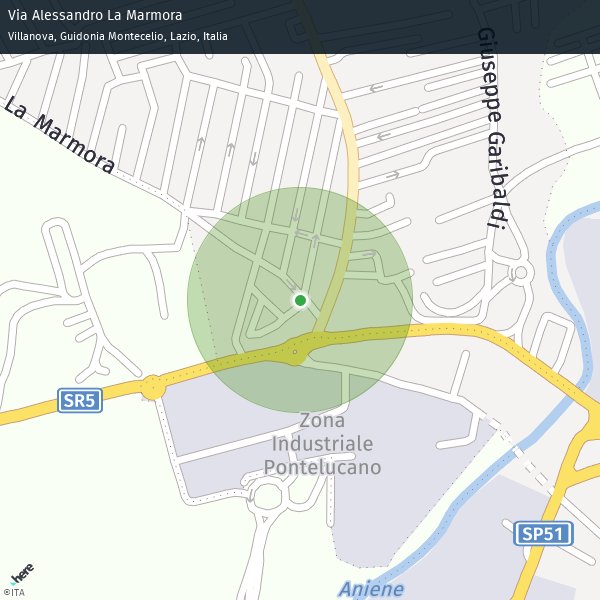 Via Alessandro La Marmora
Villanova, Guidonia Montecelio, Lazio, Italia
La Marmora
Giuseppe Garibaldi
SR5
Zona
Industriale
Pontelucano
SP51
Aniene
here
©ITA